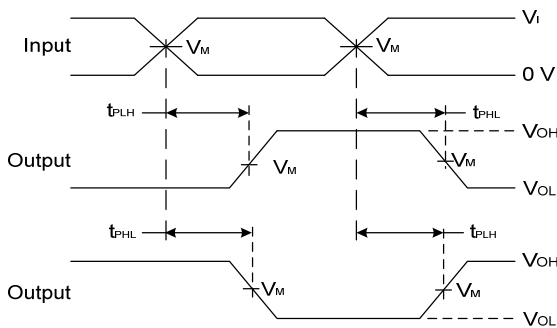 VI
Input VM VM
0 V
tPLH tPHL
VOH
Output VM VM
VOL
tPHL tPLH
VOH
Output VM VM
VOL